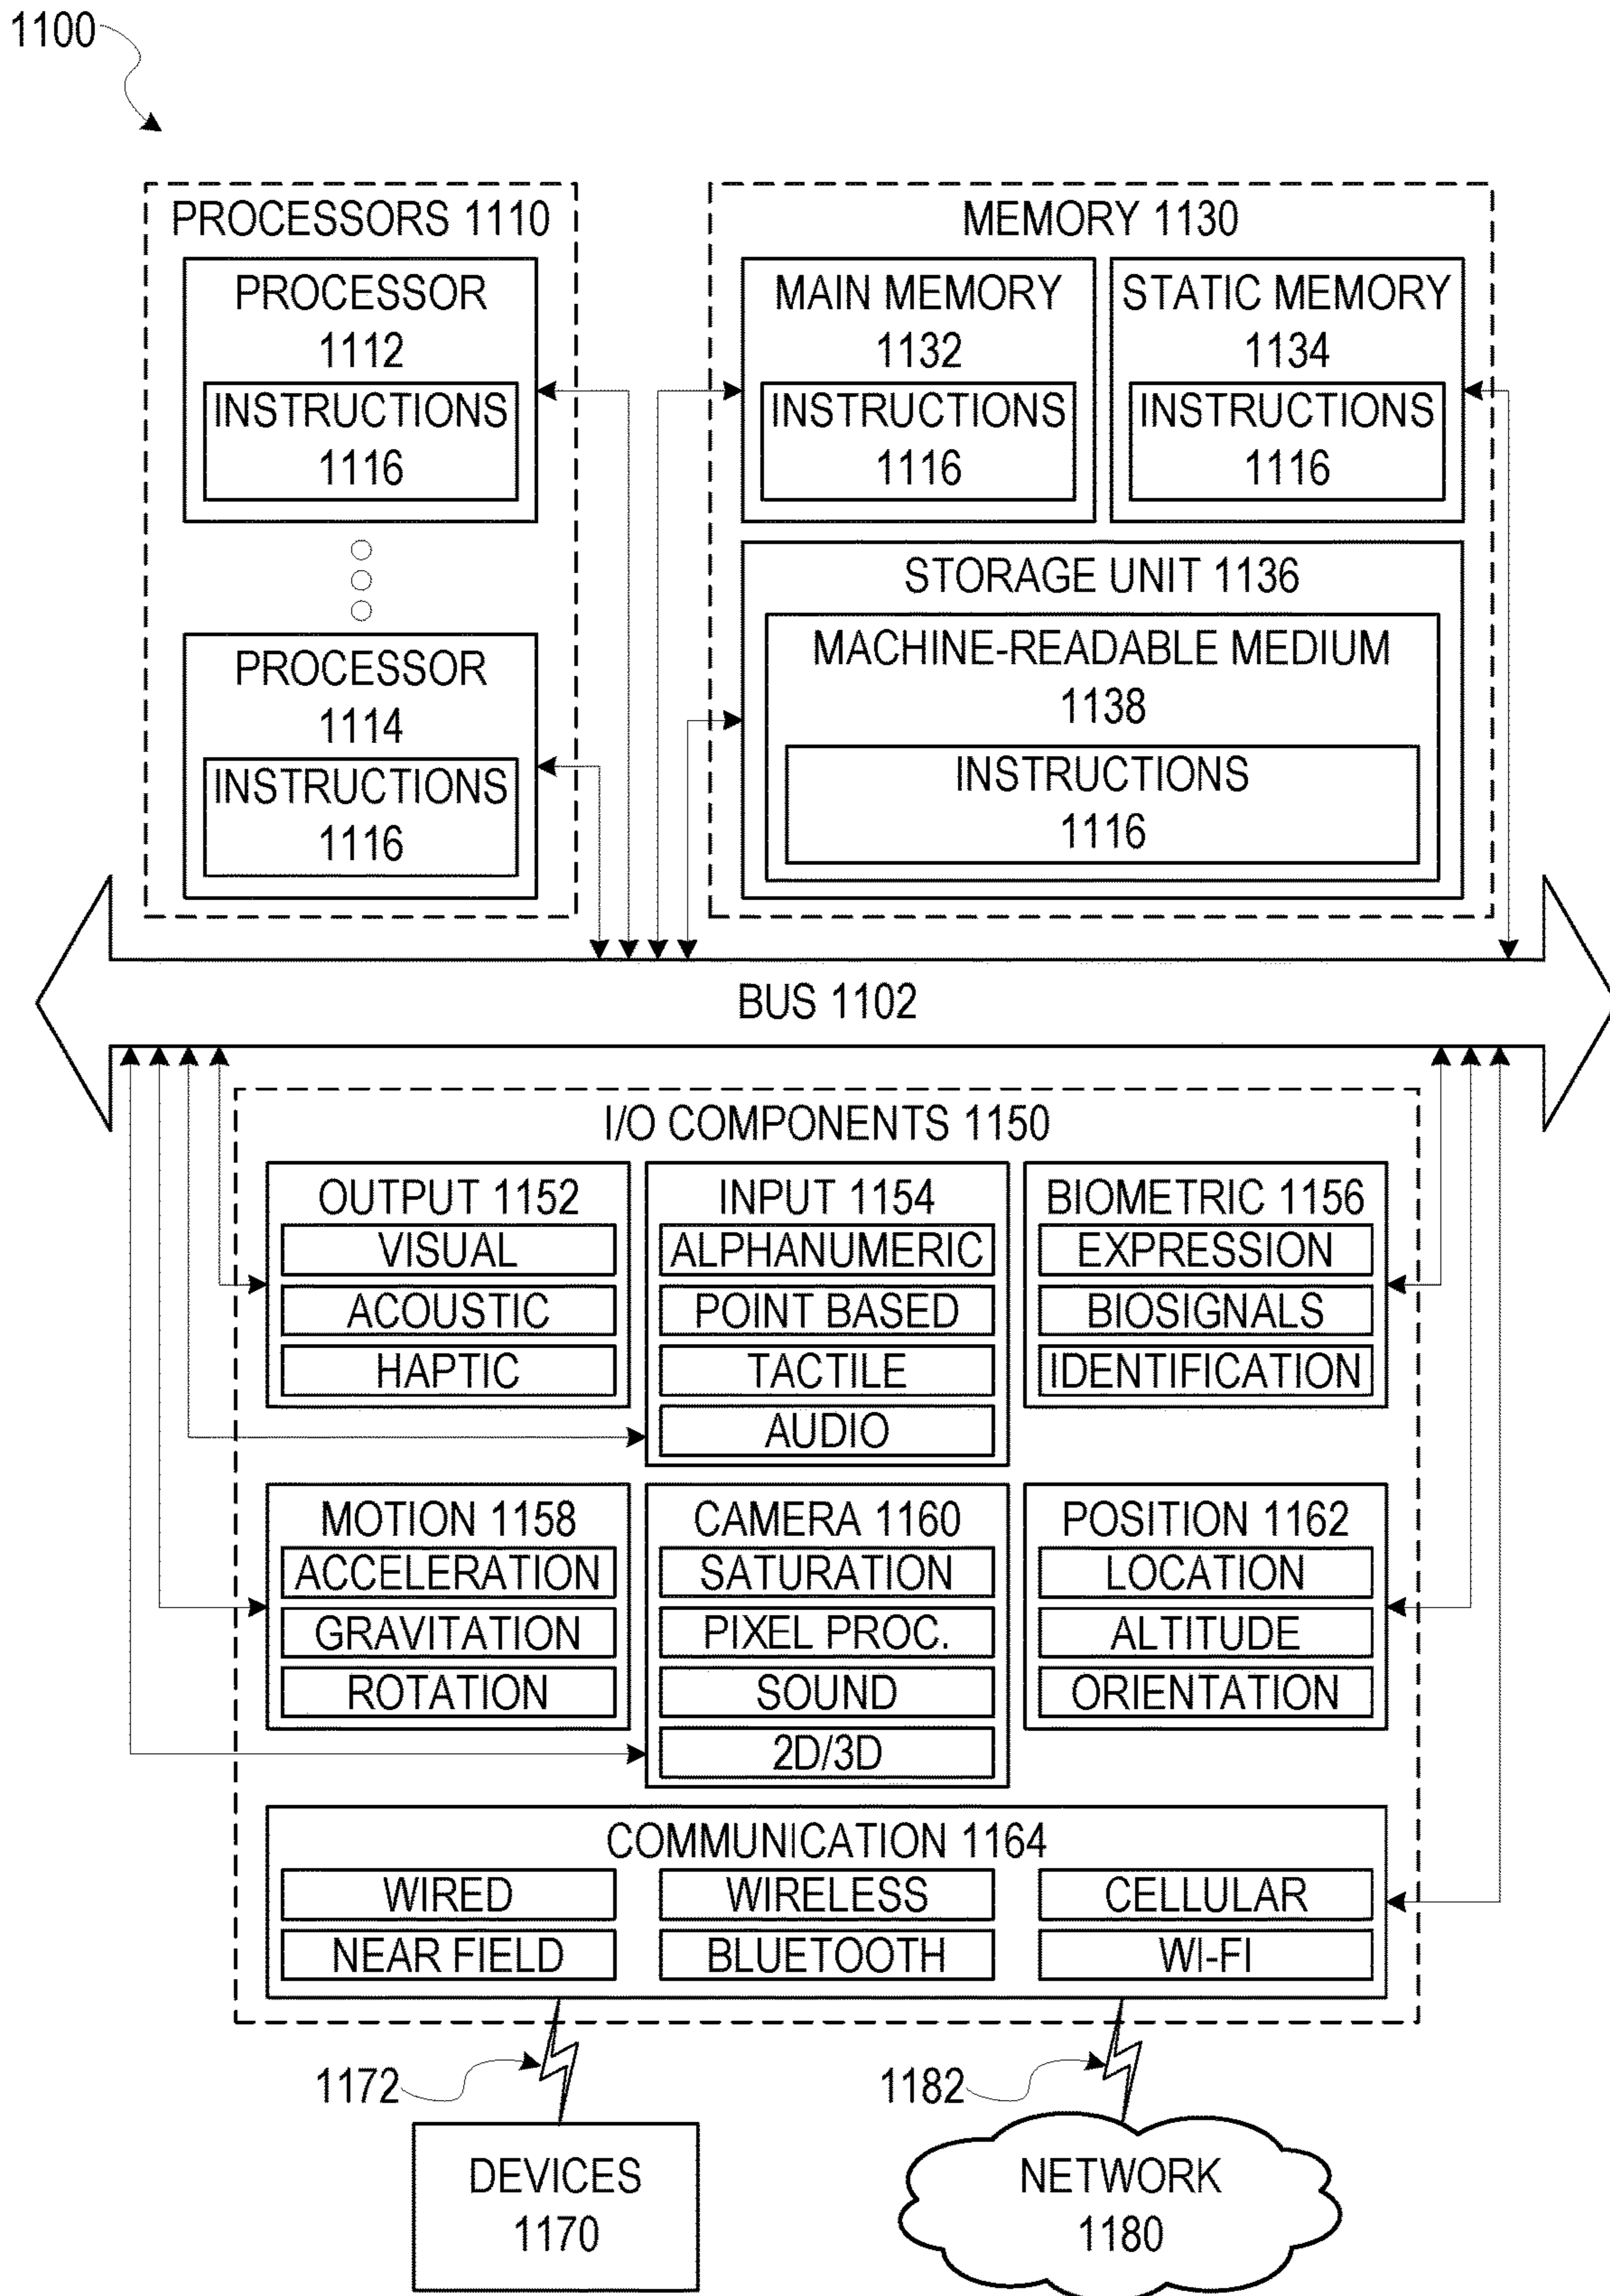 1100
PROCESSORS 1110
PROCESSOR
1112
INSTRUCTIONS
1116
PROCESSOR
1114
INSTRUCTIONS
1116
MEMORY 1130
MAIN MEMORY
1132
INSTRUCTIONS
1116
STATIC MEMORY
1134
INSTRUCTIONS
1116
STORAGE UNIT 1136
MACHINE-READABLE MEDIUM
1138
INSTRUCTIONS
1116
BUS 1102
I/O COMPONENTS 1150
OUTPUT 1152
VISUAL
ACOUSTIC
HAPTIC
INPUT 1154
ALPHANUMERIC
POINT BASED
TACTILE
AUDIO
BIOMETRIC 1156
EXPRESSION
BIOSIGNALS
IDENTIFICATION
MOTION 1158
ACCELERATION
GRAVITATION
ROTATION
CAMERA 1160
SATURATION
PIXEL PROC.
SOUND
2D/3D
POSITION 1162
LOCATION
ALTITUDE
ORIENTATION
COMMUNICATION 1164
WIRED
WIRELESS
CELLULAR
NEAR FIELD
BLUETOOTH
WI-FI
1172
1182
DEVICES
1170
NETWORK
1180